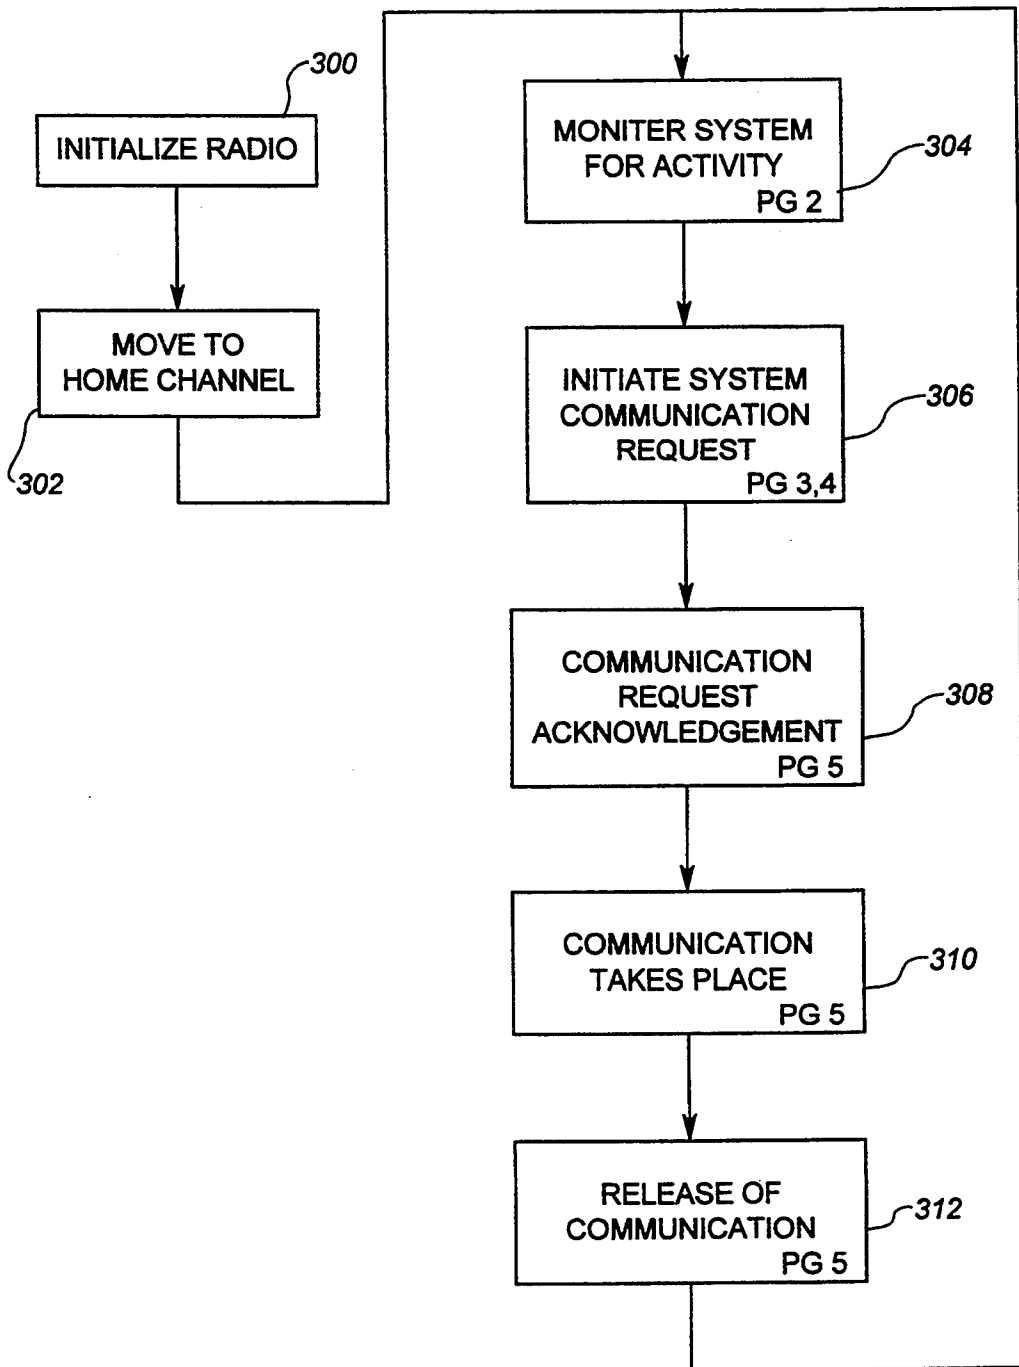 300
INITIALIZE RADIO
MOVE TO
HOME CHANNEL
302
MONITER SYSTEM
FOR ACTIVITY
PG 2
304
INITIATE SYSTEM
COMMUNICATION
REQUEST
PG 3,4
306
COMMUNICATION
REQUEST
ACKNOWLEDGEMENT
PG 5
308
COMMUNICATION
TAKES PLACE
PG 5
310
RELEASE OF
COMMUNICATION
PG 5
312